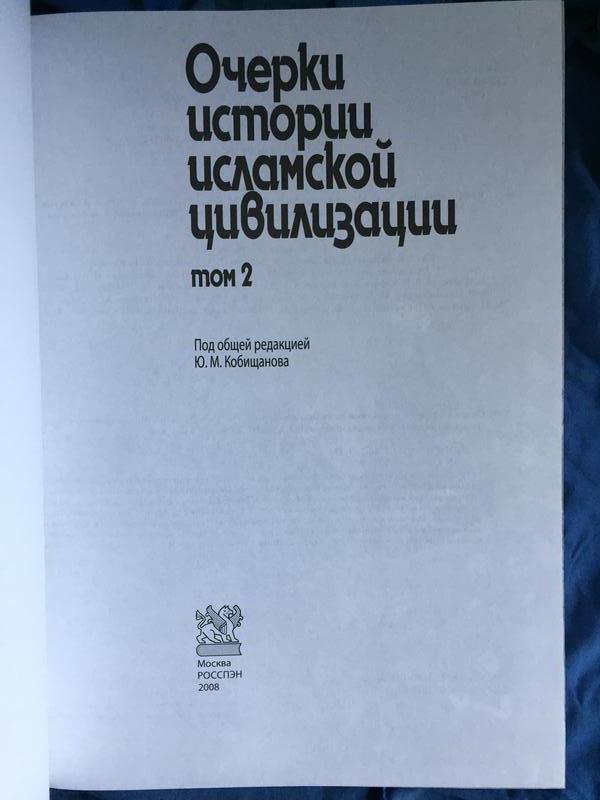 Очерки
истории
исламской
цивилизации
том 2
Под общей редакцией
Ю. М. Кобищанова
Москва
РОССПЭН
2008